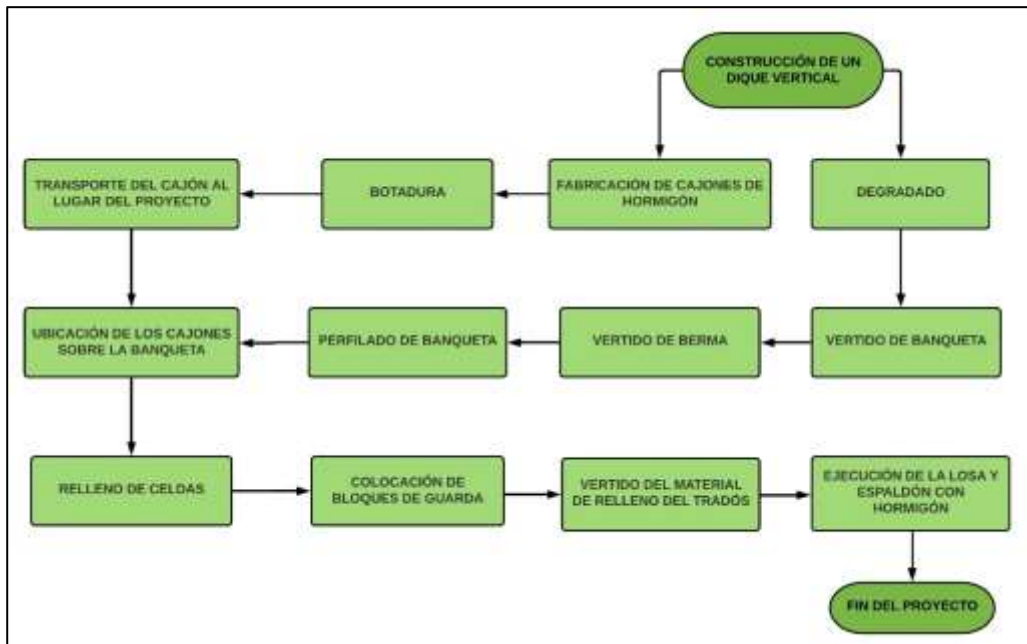 CONSTRUCCIÓN DE UN
DIQUE VERTICAL
TRANSPORTE DEL CAJÓN AL
LUGAR DEL PROYECTO
BOTADURA
FABRICACIÓN DE CAJONES DE
HORMIGÓN
DEGRADADO
UBICACIÓN DE LOS CAJONES
SOBRE LA BANQUETA
PERFILADO DE BANQUETA
VERTIDO DE BERMA
VERTIDO DE BANQUETA
RELLENO DE CELDAS
COLOCACIÓN DE
BLOQUES DE GUARDA
VERTIDO DEL MATERIAL
DE RELLENO DEL TRADÓS
EJECUCIÓN DE LA LOSA Y
ESPALDÓN CON
HORMIGÓN
FIN DEL PROYECTO